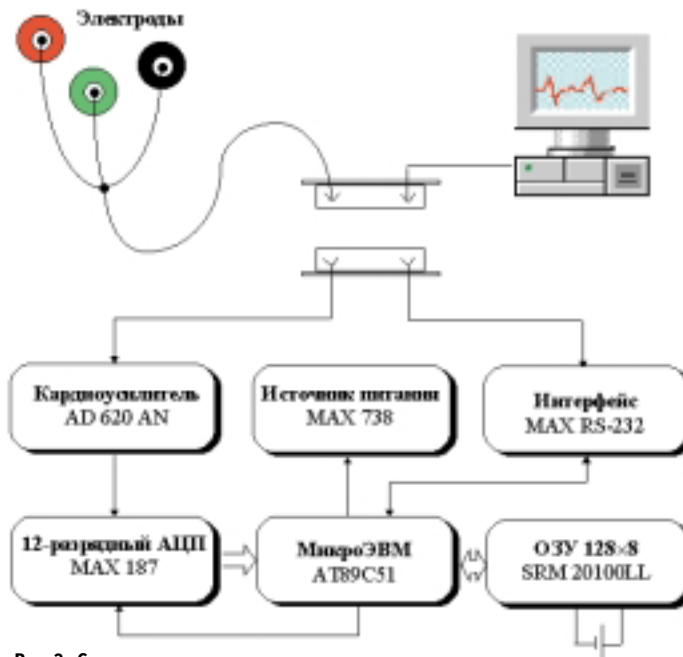 Электроды
Кардиоусилитель
AD 620 AN
Источник питания
MAX 738
Интерфейс
MAX RS-232
12-разрядный АЦП
MAX 187
МикроЭВМ
AT89C51
ОЗУ 128×8
SRM 20100LL